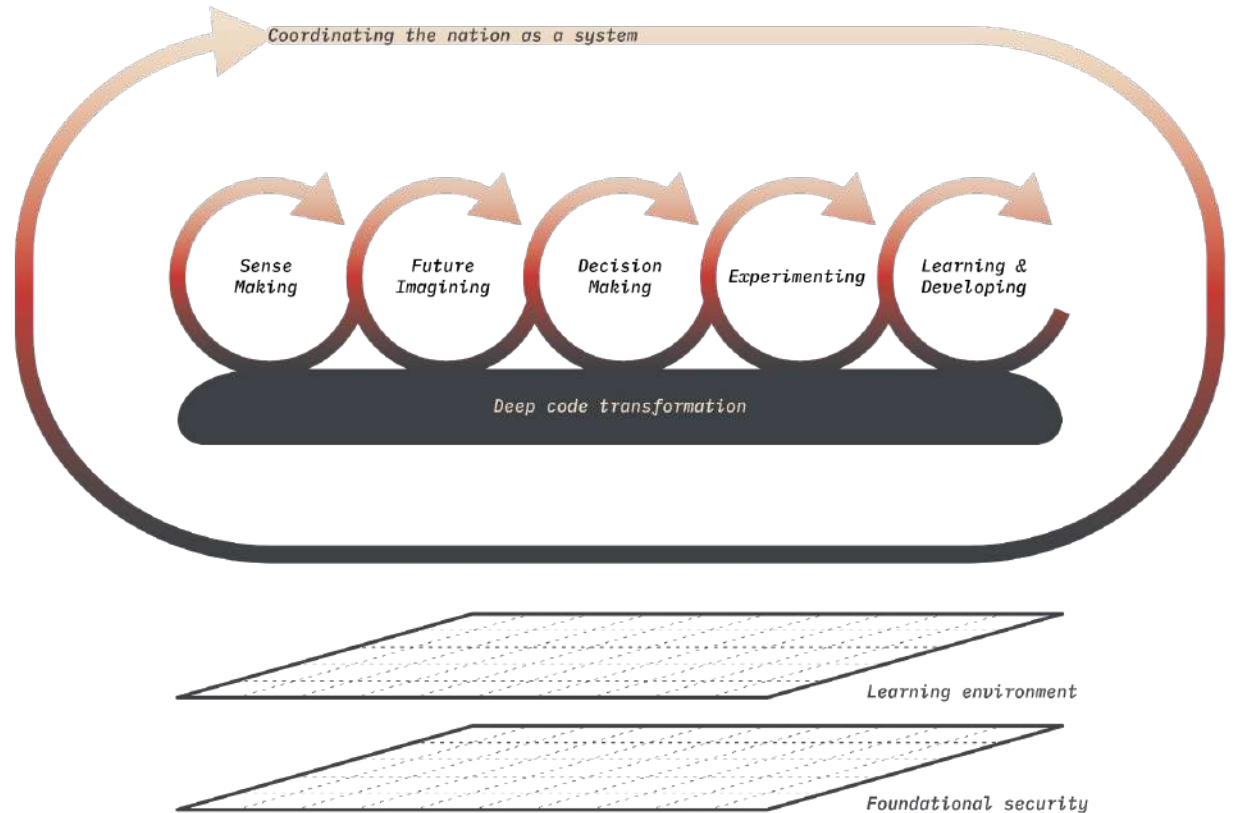 Coordinating the nation as a system
Sense
Making
Future
Imagining
Decision
Making
Experimenting
Learning &
Developing
Deep code transformation
Learning environment
Foundational security